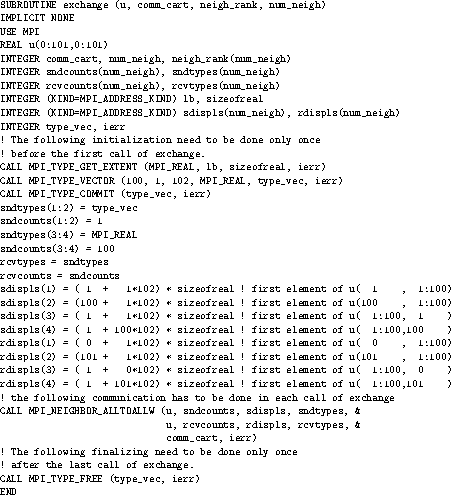 SUBROUTINE exchange (u, comm_cart, neigh_rank, num_neigh)
IMPLICIT NONE
USE MPI
REAL u(0:101,0:101)
INTEGER comm_cart, num_neigh, neigh_rank(num_neigh)
INTEGER sndcounts(num_neigh), sndtypes(num_neigh)
INTEGER rcvcounts(num_neigh), rcvtypes(num_neigh)
INTEGER (KIND=MPI_ADDRESS_KIND) lb, sizeofreal
INTEGER (KIND=MPI_ADDRESS_KIND) sdispls(num_neigh), rdispls(num_neigh)
INTEGER type_vec, ierr
! The following initialization need to be done only once
! before the first call of exchange.
CALL MPI_TYPE_GET_EXTENT (MPI_REAL, lb, sizeofreal, ierr)
CALL MPI_TYPE_VECTOR (100, 1, 102, MPI_REAL, type_vec, ierr)
CALL MPI_TYPE_COMMIT (type_vec, ierr)
sndtypes(1:2) = type_vec
sndcounts(1:2) = 1
sndtypes(3:4) = MPI_REAL
sndcounts(3:4) = 100
rcvtypes = sndtypes
rcvcounts = sndcounts
sdispls(1) = ( 1 + 1*102) * sizeofreal ! first element of u( 1 , 1:100)
sdispls(2) = (100 + 1*102) * sizeofreal ! first element of u(100 , 1:100)
sdispls(3) = ( 1 + 1*102) * sizeofreal ! first element of u( 1:100, 1 )
sdispls(4) = ( 1 + 100*102) * sizeofreal ! first element of u( 1:100,100 )
rdispls(1) = ( 0 + 1*102) * sizeofreal ! first element of u( 0 , 1:100)
rdispls(2) = (101 + 1*102) * sizeofreal ! first element of u(101 , 1:100)
rdispls(3) = ( 1 + 0*102) * sizeofreal ! first element of u( 1:100, 0 )
rdispls(4) = ( 1 + 101*102) * sizeofreal ! first element of u( 1:100,101 )
! the following communication has to be done in each call of exchange
CALL MPI_NEIGHBOR_ALLTOALLW (u, sndcounts, sdispls, sndtypes, &
u, rcvcounts, rdispls, rcvtypes, &
comm_cart, ierr)
! The following finalizing need to be done only once
! after the last call of exchange.
CALL MPI_TYPE_FREE (type_vec, ierr)
END